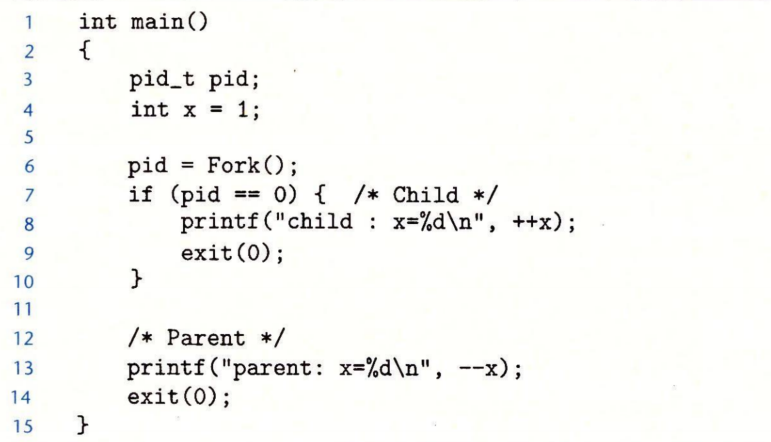 1 int main()
2 {
3 pid_t pid;
4 int x = 1;
5
6 pid = Fork();
7 if (pid == 0) { /* Child */
8 printf("child : x=%d\n", ++x);
9 exit(0);
10 }
11
12 /* Parent */
13 printf("parent: x=%d\n", --x);
14 exit(0);
15 }